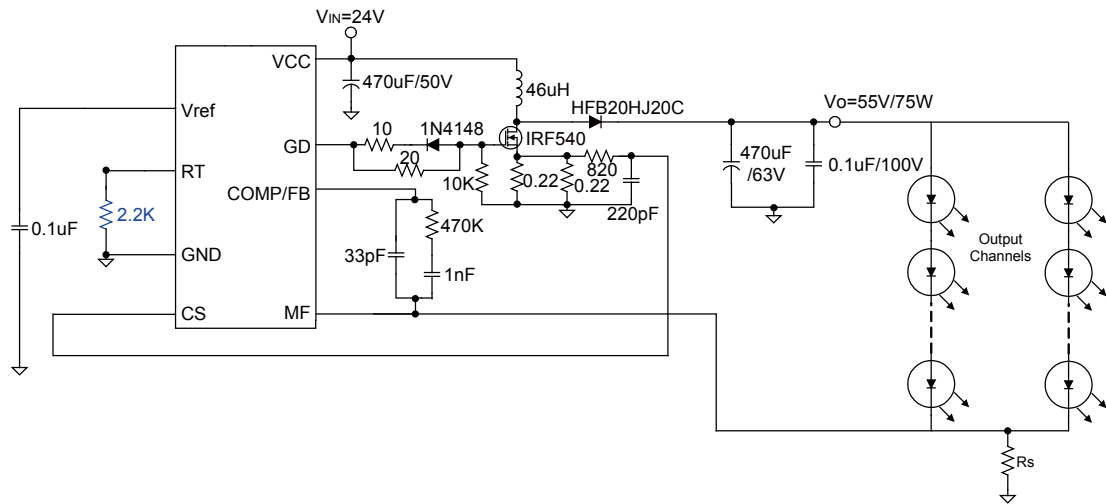 VIN=24V
VCC
470uF/50V
46uH
HFB20HJ20C
Vo=55V/75W
Vref
10
1N4148
IRF540
GD
20
820
470uF
/63V
0.1uF/100V
RT
10K
0.22
0.22
COMP/FB
220pF
2.2K
470K
0.1uF
Output
Channels
GND
33pF
1nF
CS
MF
Rs